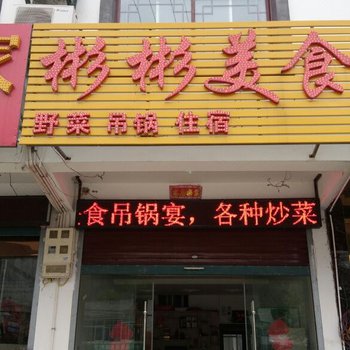 彬彬美食
野菜 吊锅 住宿
食吊锅宴，各种炒菜